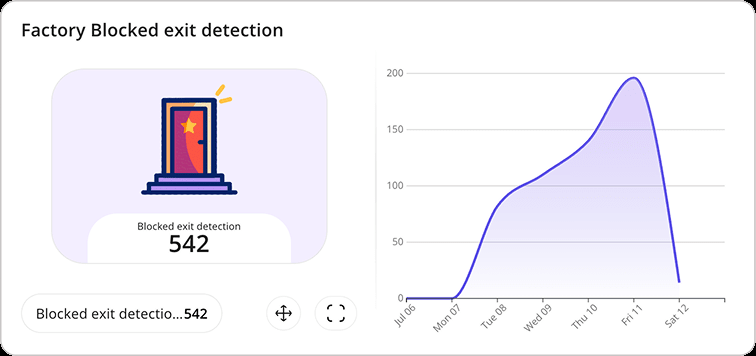 Factory Blocked exit detection
Blocked exit detection
542
Blocked exit detectio...542
200
150
100
50
0
Jul 06
Mon 07
Tue 08
Wed 09
Thu 10
Fri 11
Sat 12